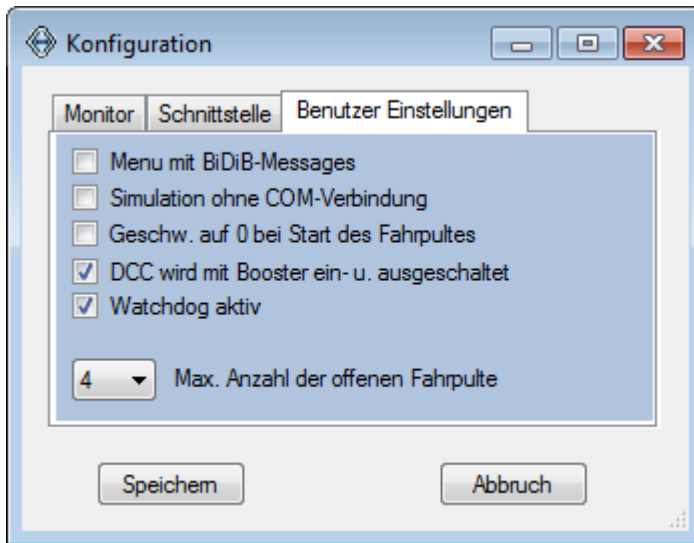 Konfiguration
Monitor Schnittstelle Benutzer Einstellungen
Menu mit BiDiB-Messages
Simulation ohne COM-Verbindung
Geschw. auf 0 bei Start des Fahrpultes
DCC wird mit Booster ein- u. ausgeschaltet
Watchdog aktiv
4 Max. Anzahl der offenen Fahrpulte
Speichern Abbruch